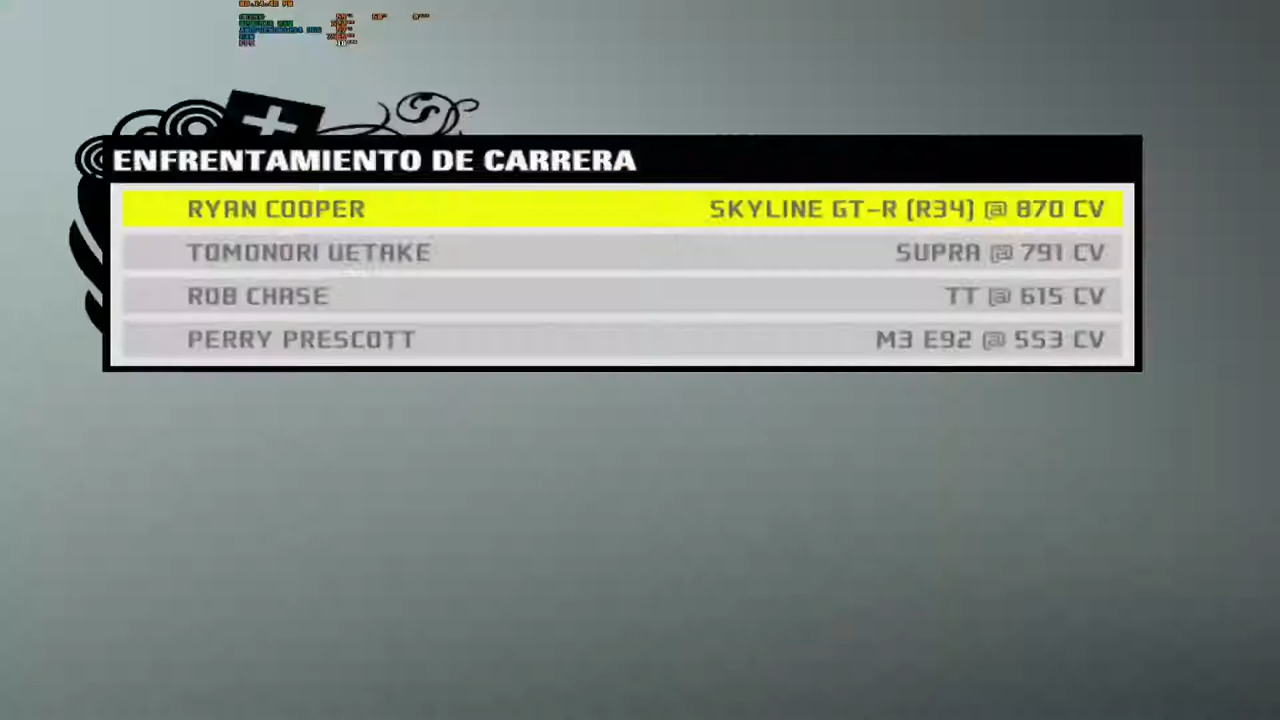 ENFRENTAMIENTO DE CARRERA
RYAN COOPER SKYLINE GT-R (R34) @ 870 CV
TOMONORI UETAKE SUPRA @ 791 CV
ROB CHASE TT @ 615 CV
PERRY PRESCOTT M3 E92 @ 553 CV